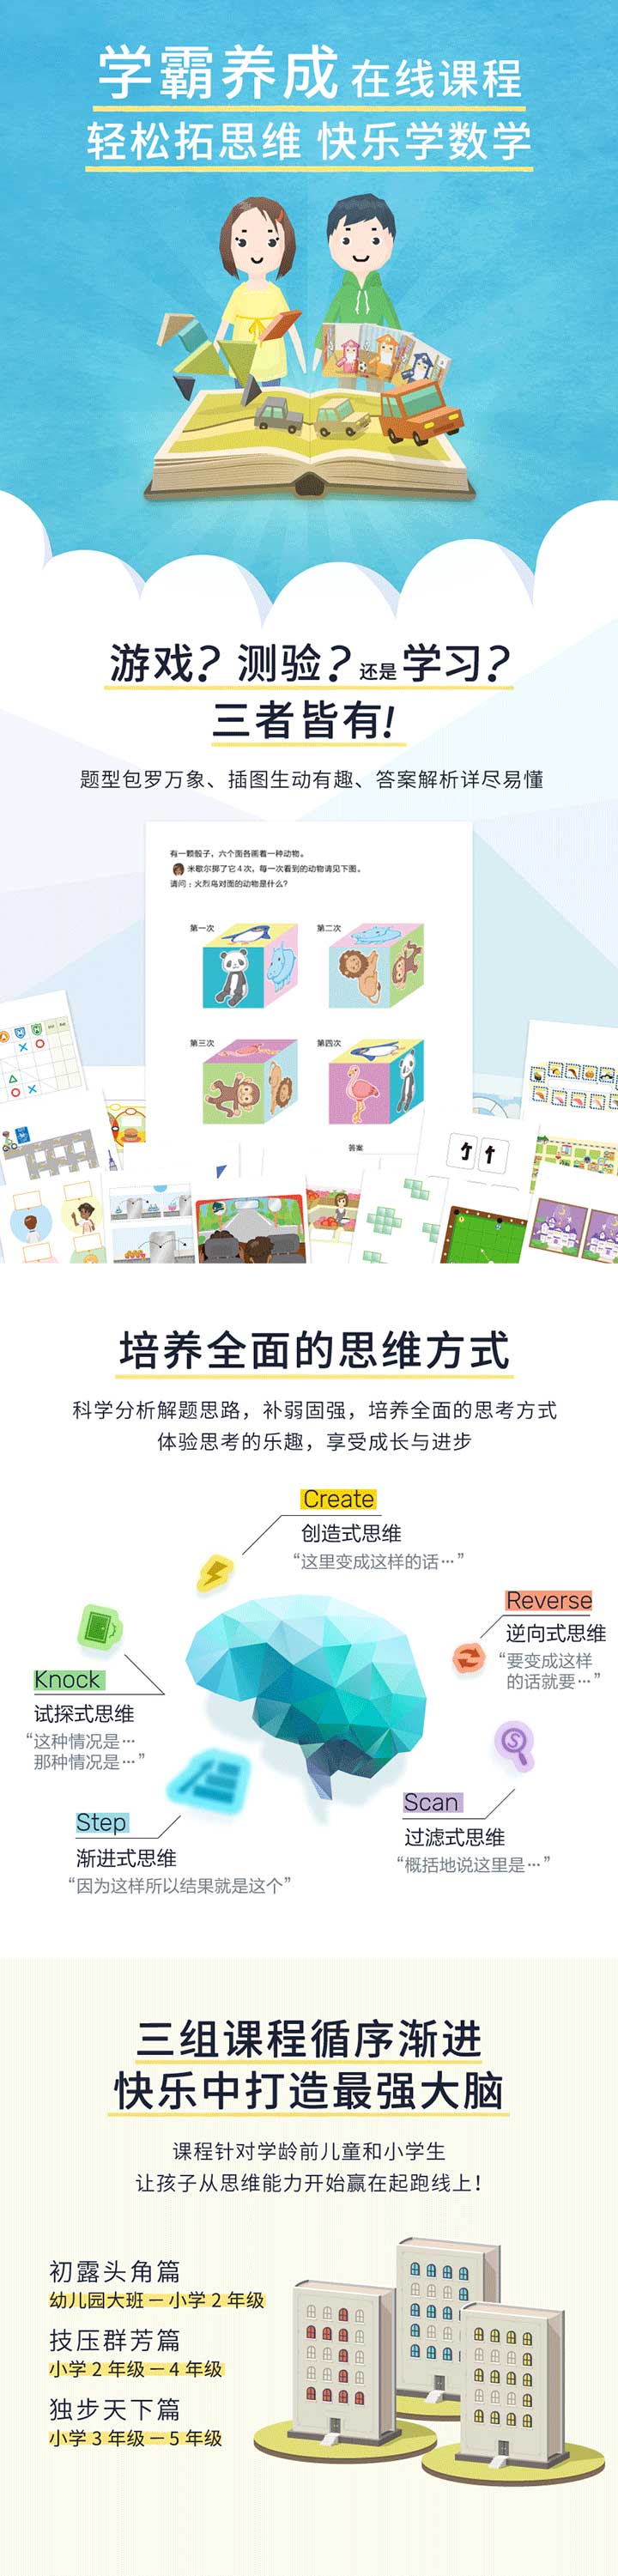 学霸养成 在线课程
轻松拓思维 快乐学数学
游戏？测验？还是学习？
三者皆有！
题型包罗万象、插图生动有趣、答案解析详尽易懂
有一颗骰子，六个面各画着一种动物。
米歇尔掷了它4次，每一次看到的动物请见下图。
请问：火烈鸟对面的动物是什么？
第一次
第二次
第三次
第四次
答案
培养全面的思维方式
科学分析解题思路，补弱固强，培养全面的思考方式
体验思考的乐趣，享受成长与进步
Create
创造式思维
“这里变成这样的话…”
Reverse
逆向式思维
“要变成这样
的话就要…”
Knock
试探式思维
“这种情况是…
那种情况是…”
Scan
过滤式思维
“概括地说这里是…”
Step
渐进式思维
“因为这样所以结果就是这个”
三组课程循序渐进
快乐中打造最强大脑
课程针对学龄前儿童和小学生
让孩子从思维能力开始赢在起跑线上！
初露头角篇
幼儿园大班－小学2年级
技压群芳篇
小学2年级－4年级
独步天下篇
小学3年级－5年级